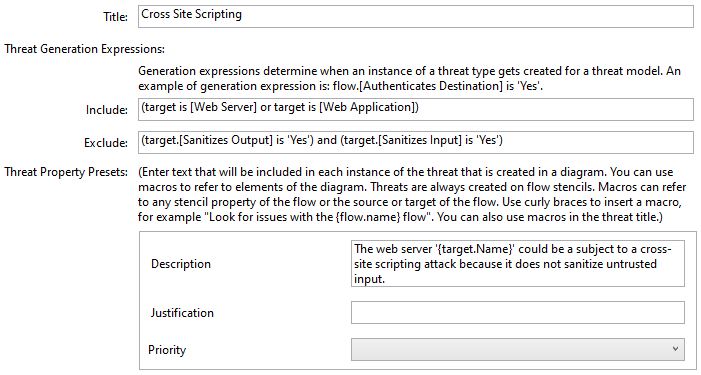 Title:
Cross Site Scripting
Threat Generation Expressions:
Generation expressions determine when an instance of a threat type gets created for a threat model. An
example of generation expression is: flow.[Authenticates Destination] is 'Yes'.
Include:
(target is [Web Server] or target is [Web Application])
Exclude:
(target.[Sanitizes Output] is 'Yes') and (target.[Sanitizes Input] is 'Yes')
Threat Property Presets:
(Enter text that will be included in each instance of the threat that is created in a diagram. You can use
macros to refer to elements of the diagram. Threats are always created on flow stencils. Macros can refer
to any stencil property of the flow or the source or target of the flow. Use curly braces to insert a macro,
for example "Look for issues with the {flow.name} flow". You can also use macros in the threat title.)
Description
The web server '{target.Name}' could be a subject to a cross-
site scripting attack because it does not sanitize untrusted
input.
Justification
Priority